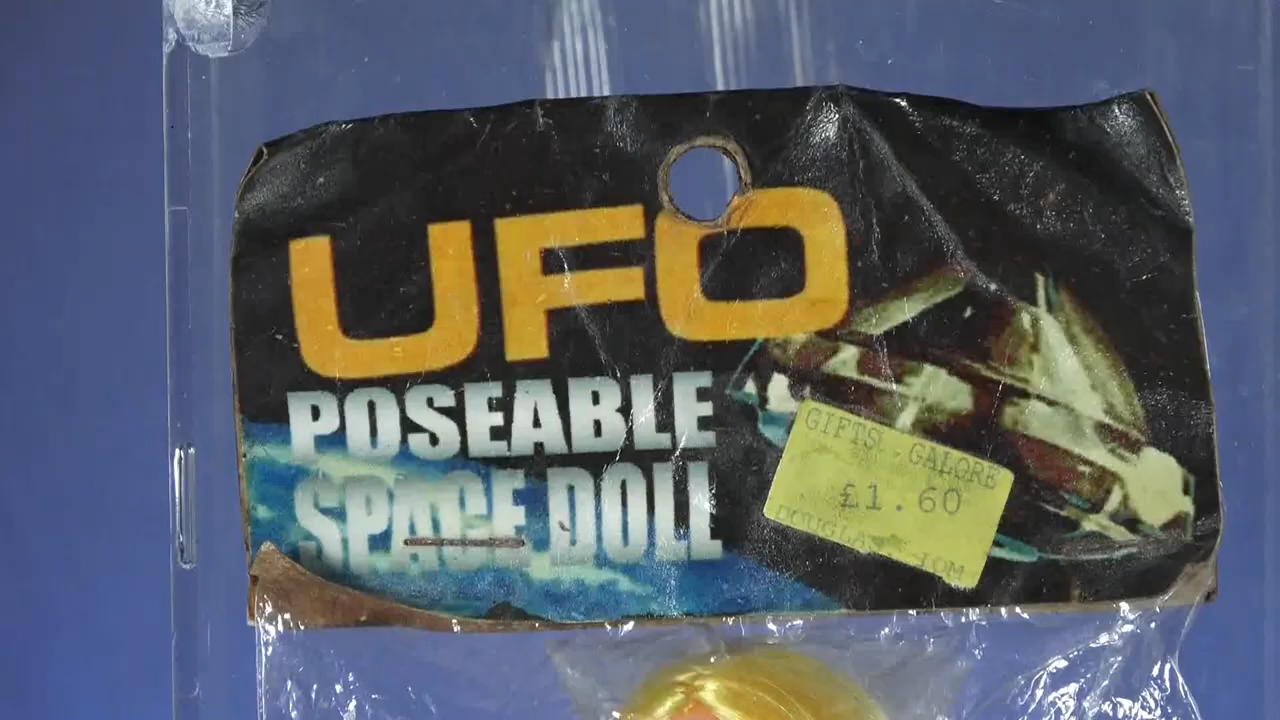 UFO
POSEABLE
SPACE DOLL
GIFTS GALORE
£1.60
DOUGLAS IOM